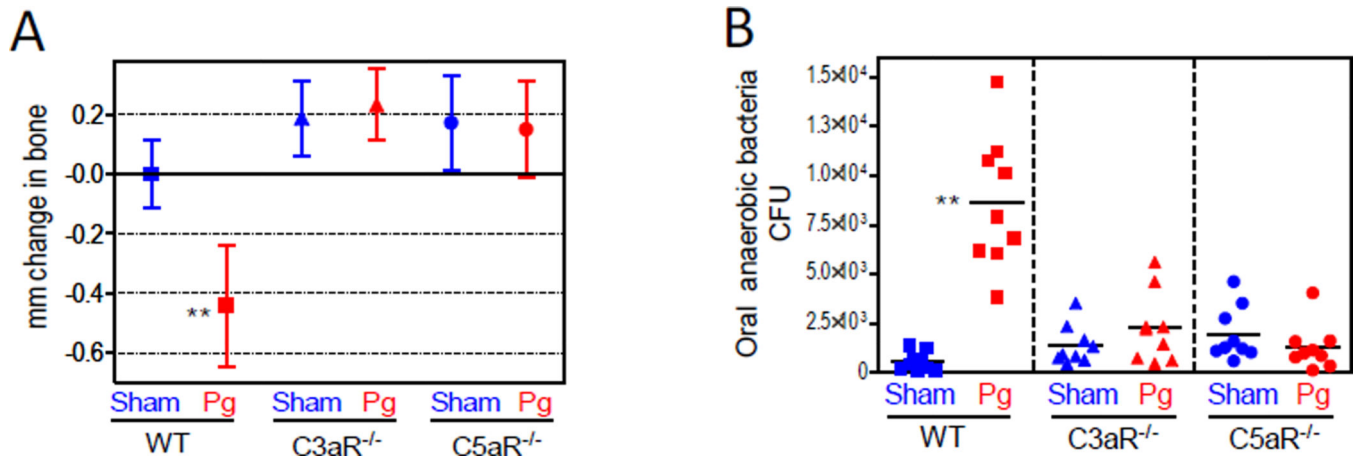 A
mm change in bone
0.2
-0.0
-0.2
-0.4
-0.6
**
Sham Pg Sham Pg Sham Pg
WT C3aR-/- C5aR-/-
B
Oral anaerobic bacteria
CFU
1.5×10⁴
1.3×10⁴
1.0×10⁴
7.5×10³
5.0×10³
2.5×10³
0
**
Sham Pg Sham Pg Sham Pg
WT C3aR-/- C5aR-/-